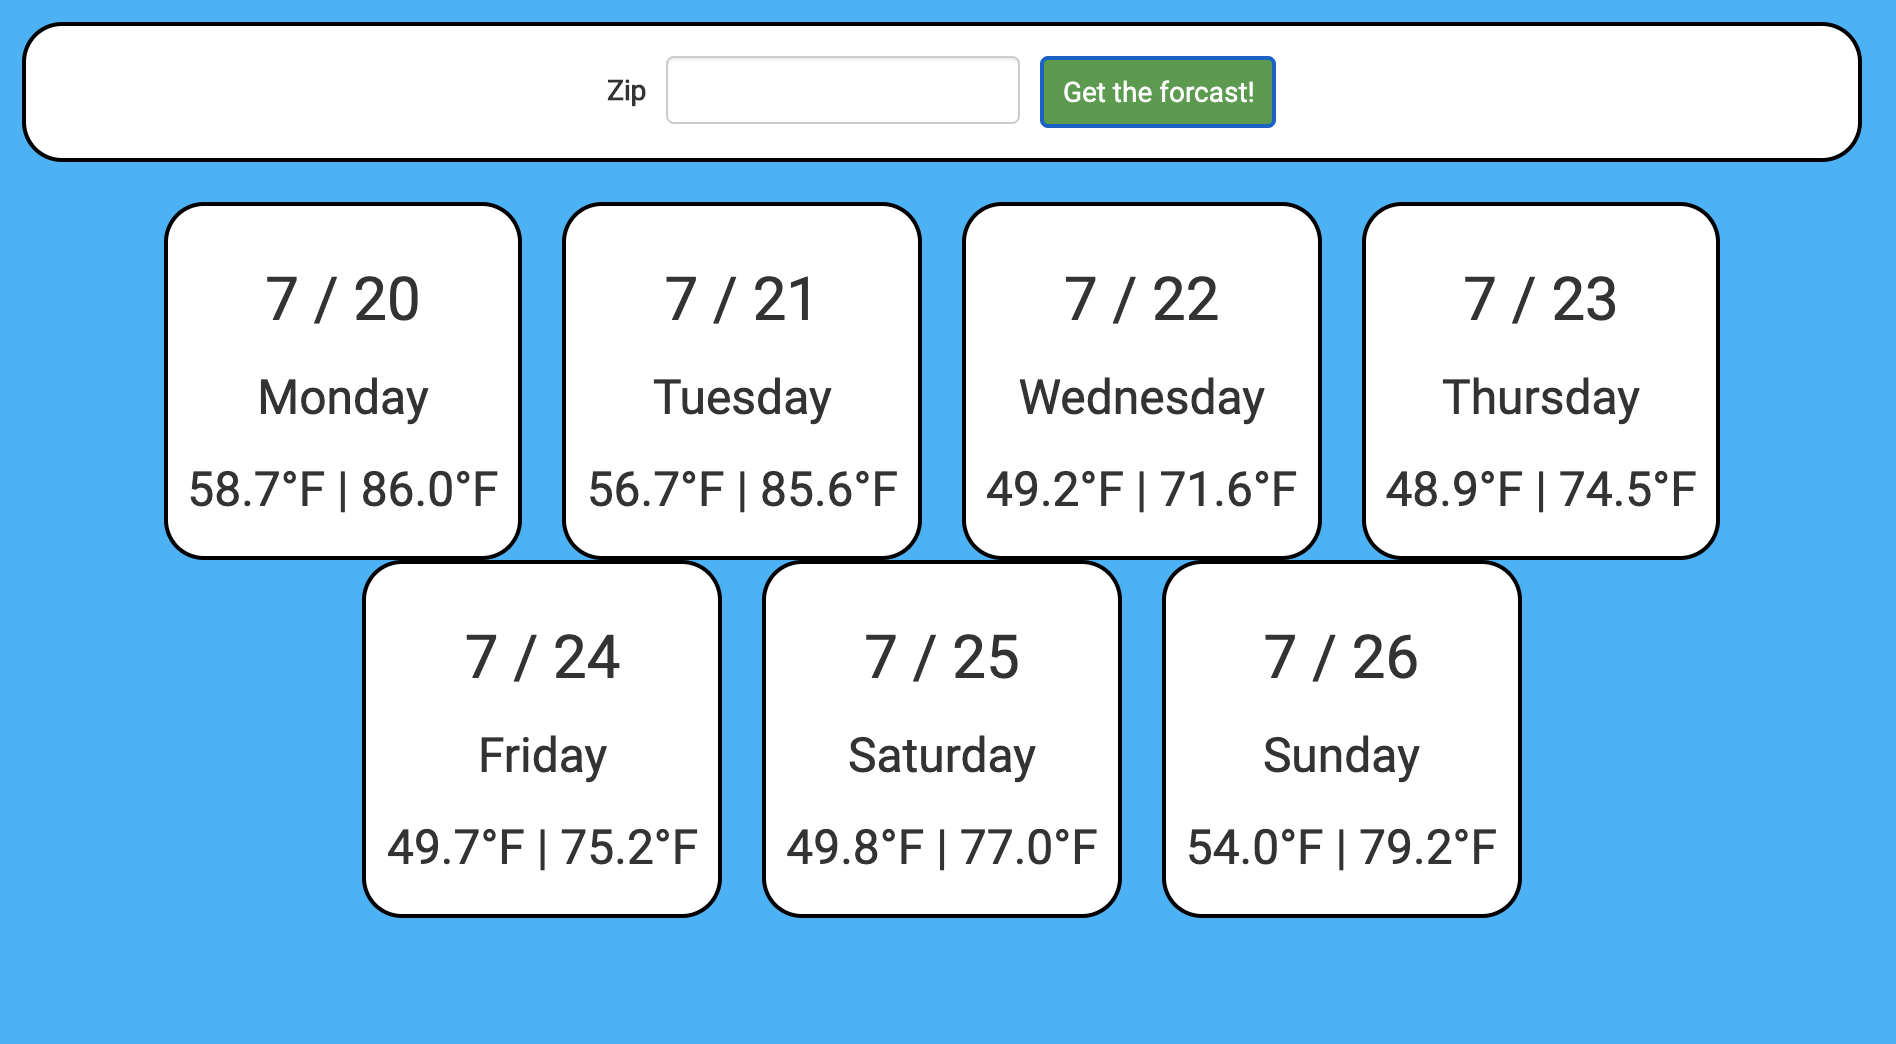 Zip
Get the forcast!
7 / 20
Monday
58.7°F | 86.0°F
7 / 21
Tuesday
56.7°F | 85.6°F
7 / 22
Wednesday
49.2°F | 71.6°F
7 / 23
Thursday
48.9°F | 74.5°F
7 / 24
Friday
49.7°F | 75.2°F
7 / 25
Saturday
49.8°F | 77.0°F
7 / 26
Sunday
54.0°F | 79.2°F